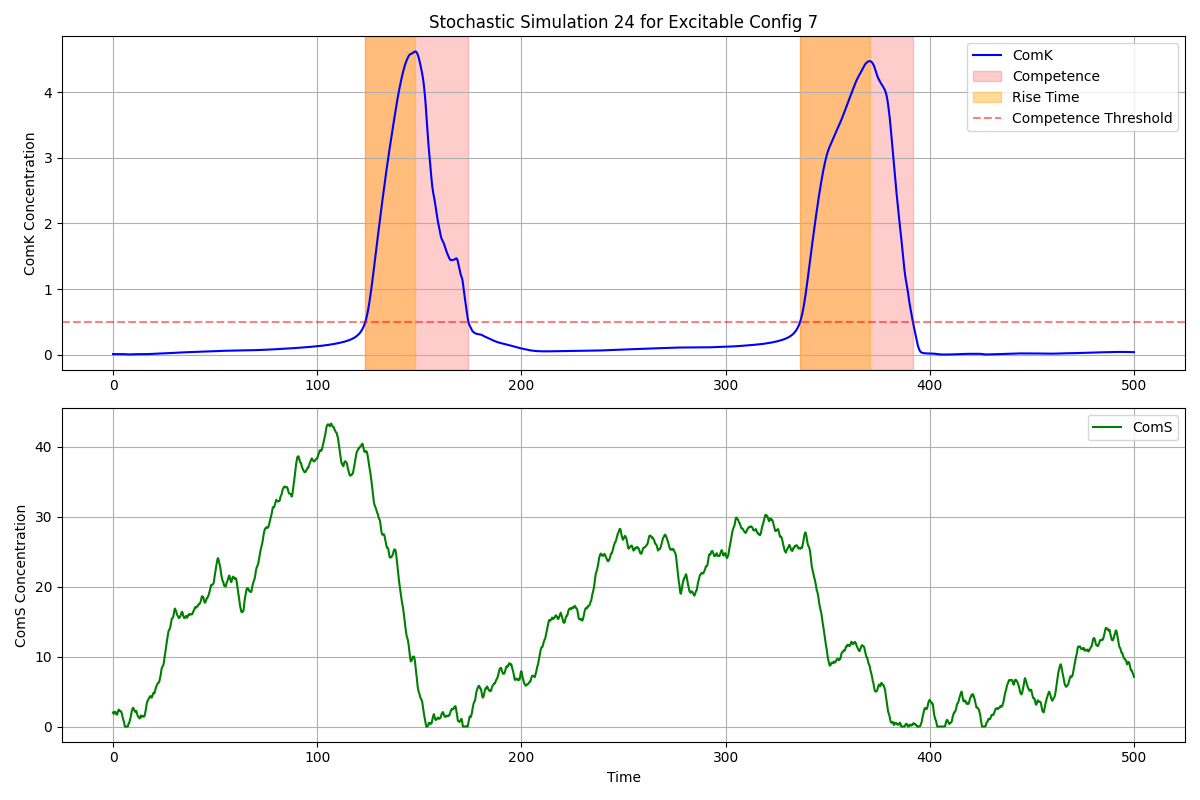 Stochastic Simulation 24 for Excitable Config 7
ComK Concentration
4
3
2
1
0
ComK
Competence
Rise Time
Competence Threshold
0 100 200 300 400 500
ComS Concentration
40
30
20
10
0
ComS
0 100 200 300 400 500
Time